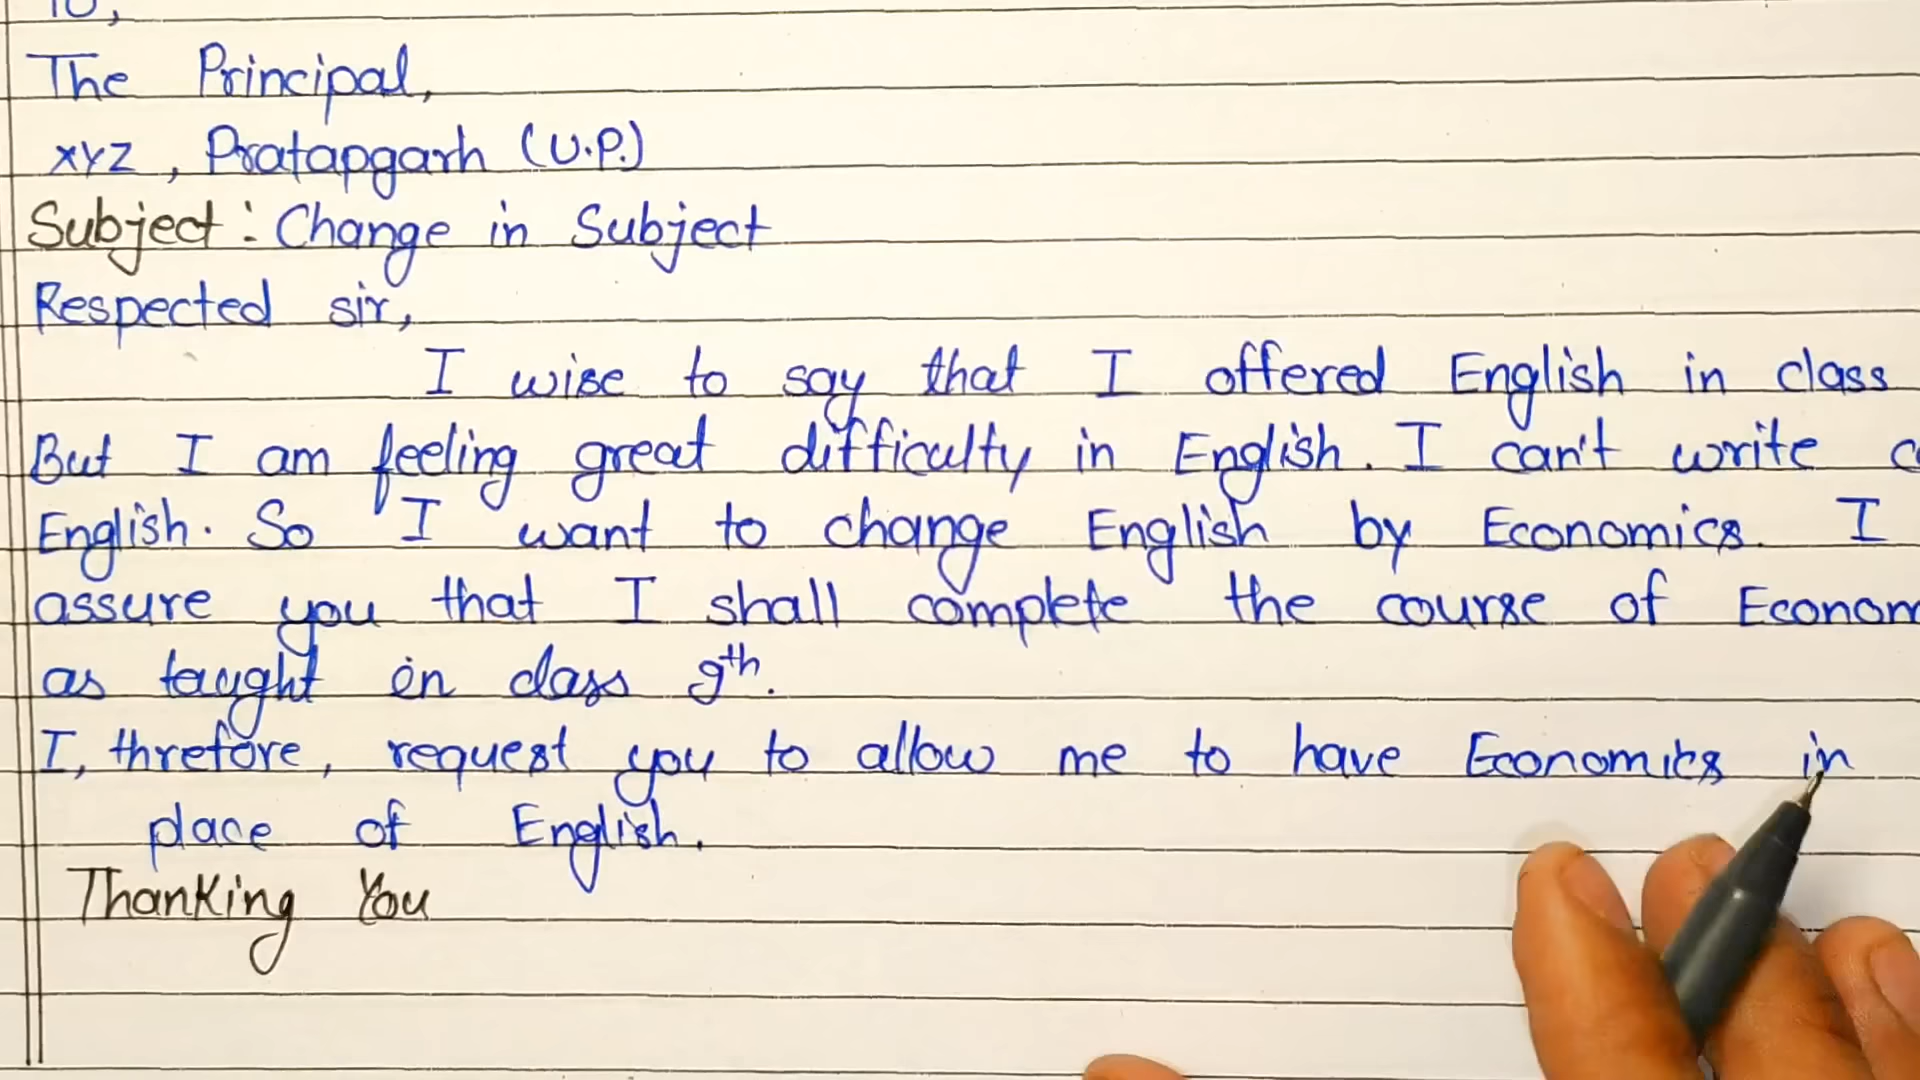 To,
The Principal,
XYZ, Pratapgarh (U.P.)
Subject: Change in Subject
Respected sir,
I wise to say that I offered English in class
But I am feeling great difficulty in English. I can't write
English. So I want to change English by Economics. I
assure you that I shall complete the course of Econom
as taught in class 9th.
I, threfore, request you to allow me to have Economics in
place of English.
Thanking You